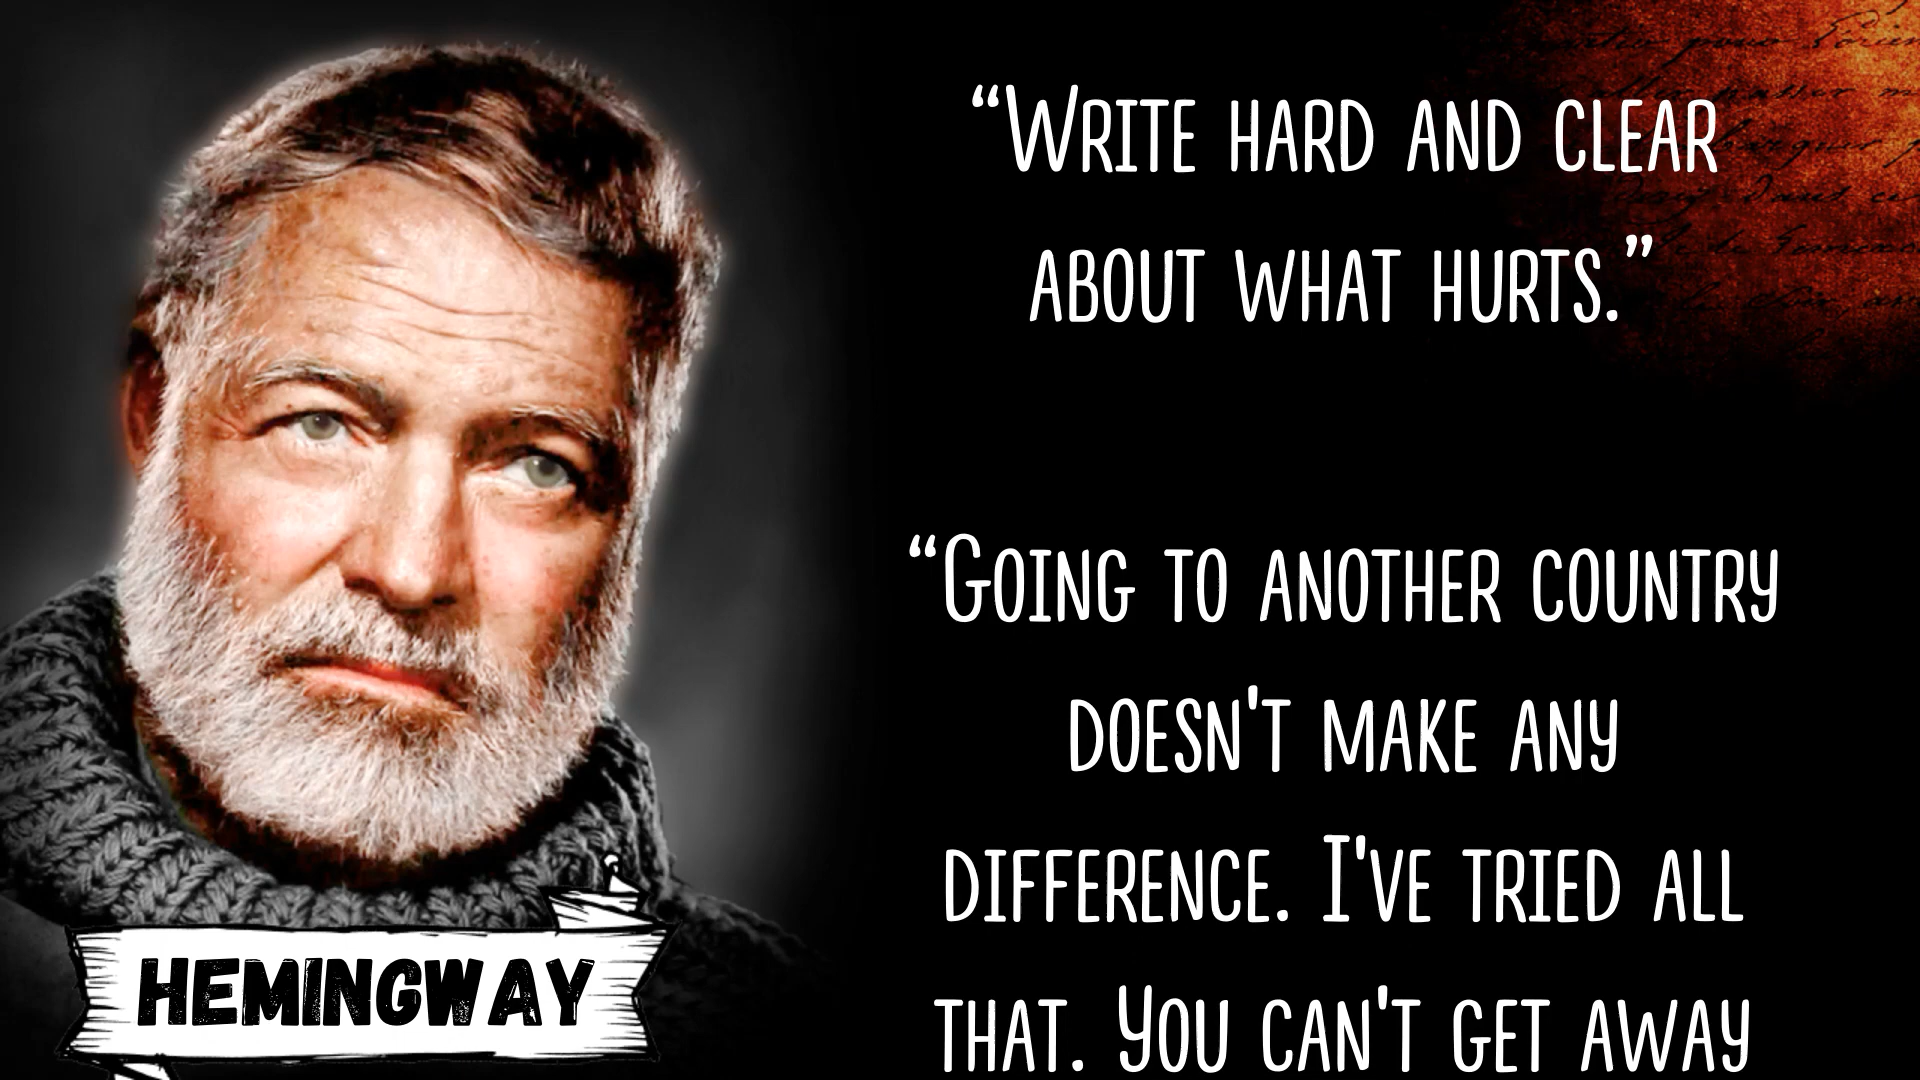 “Write hard and clear
about what hurts.”
“Going to another country
doesn't make any
difference. I've tried all
that. You can't get away
HEMINGWAY